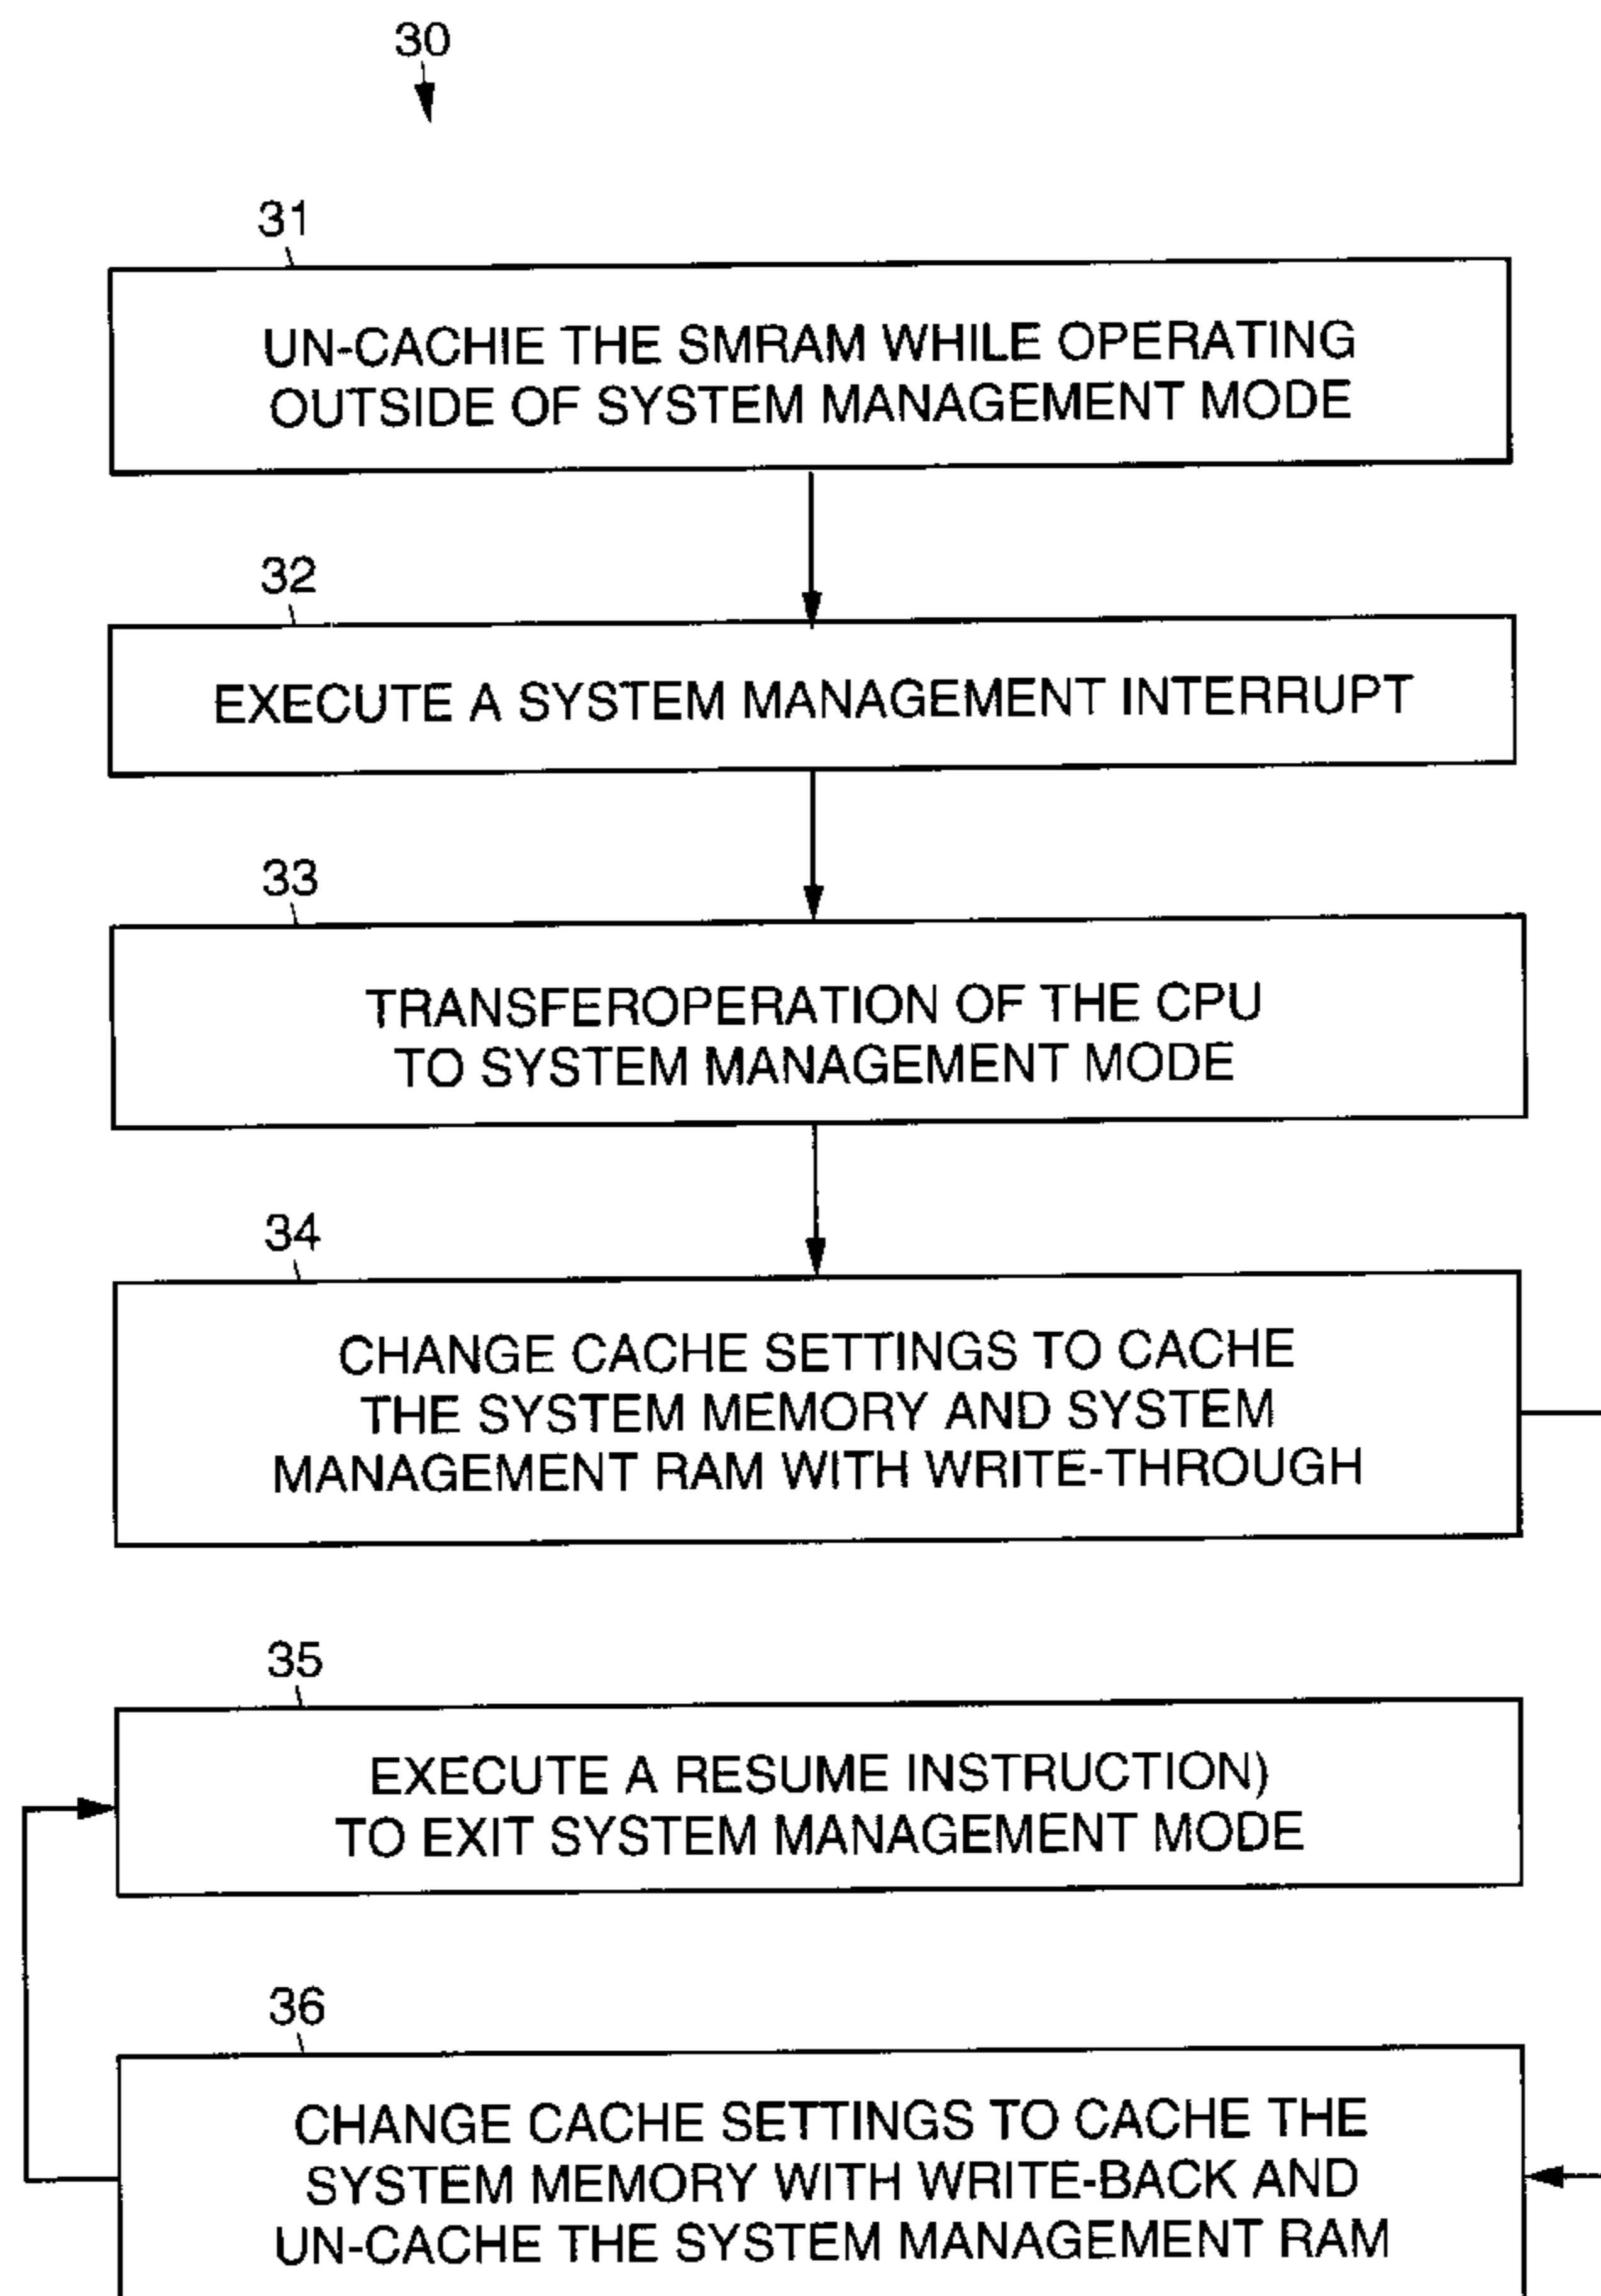 30
31
UN-CACHIE THE SMRAM WHILE OPERATING
OUTSIDE OF SYSTEM MANAGEMENT MODE
32
EXECUTE A SYSTEM MANAGEMENT INTERRUPT
33
TRANSFEROPERATION OF THE CPU
TO SYSTEM MANAGEMENT MODE
34
CHANGE CACHE SETTINGS TO CACHE
THE SYSTEM MEMORY AND SYSTEM
MANAGEMENT RAM WITH WRITE-THROUGH
35
EXECUTE A RESUME INSTRUCTION)
TO EXIT SYSTEM MANAGEMENT MODE
36
CHANGE CACHE SETTINGS TO CACHE THE
SYSTEM MEMORY WITH WRITE-BACK AND
UN-CACHE THE SYSTEM MANAGEMENT RAM